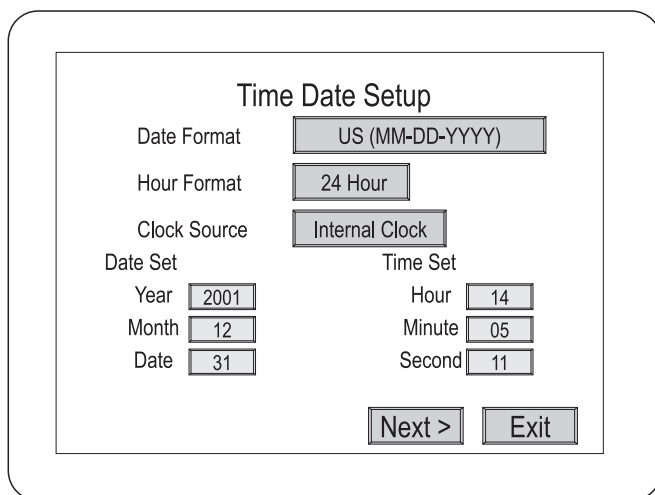 Time Date Setup
Date Format US (MM-DD-YYYY)
Hour Format 24 Hour
Clock Source Internal Clock
Date Set Time Set
Year 2001 Hour 14
Month 12 Minute 05
Date 31 Second 11
Next > Exit